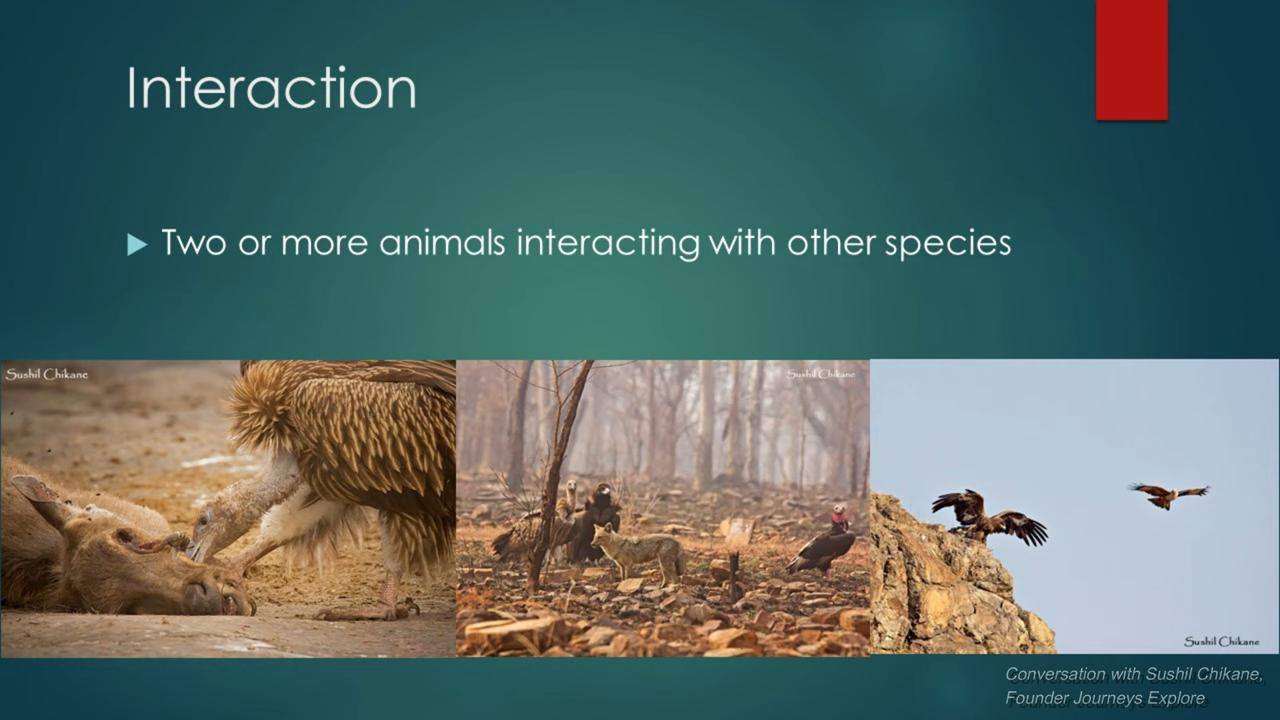 Interaction
Two or more animals interacting with other species
Sushil Chikane
Sushil Chikane
Sushil Chikane
Conversation with Sushil Chikane,
Founder Journeys Explore